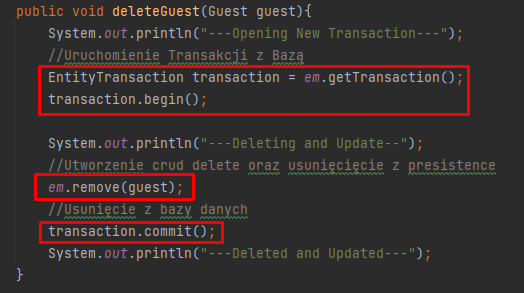 public void deleteGuest(Guest guest){
System.out.println("---Opening New Transaction---");
//Uruchomienie Transakcji z Bazą
EntityTransaction transaction = em.getTransaction();
transaction.begin();
System.out.println("---Deleting and Update--");
//Utworzenie crud delete oraz usunięcięcie z presistence
em.remove(guest);
//Usunięcie z bazy danych
transaction.commit();
System.out.println("---Deleted and Updated---");
}